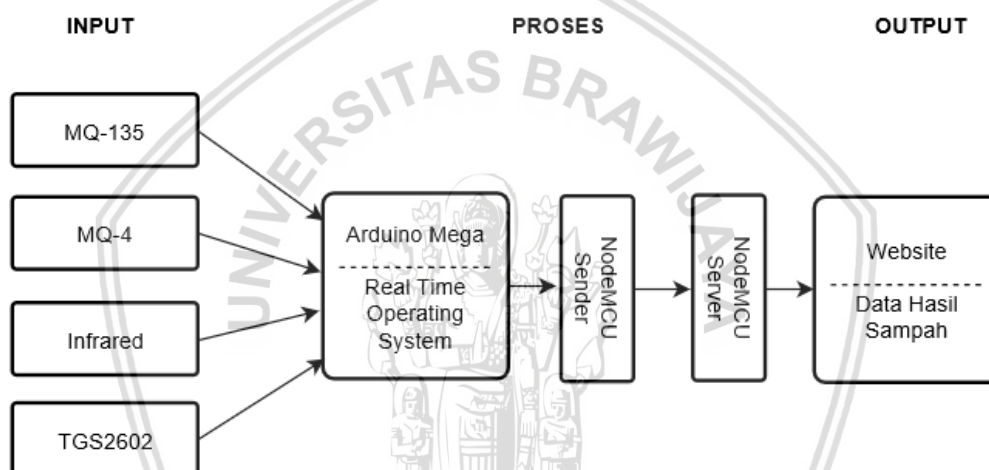 INPUT
PROSES
OUTPUT
UNIVERSITAS BRAWIJAYA
MQ-135
MQ-4
Infrared
TGS2602
Arduino Mega
Real Time
Operating
System
NodeMCU
Sender
NodeMCU
Server
Website
Data Hasil
Sampah